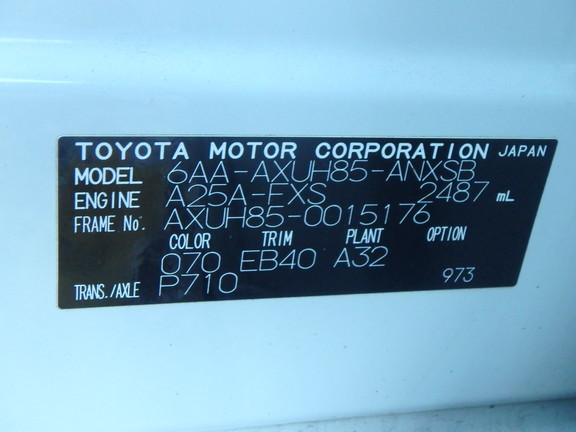 TOYOTA MOTOR CORPORATION JAPAN
MODEL 6AA-AXUH85-ANXSB
ENGINE A25A-FXS 2487 mL
FRAME No. AXUH85-0015176
COLOR TRIM PLANT OPTION
070 EB40 A32
TRANS./AXLE P710 973